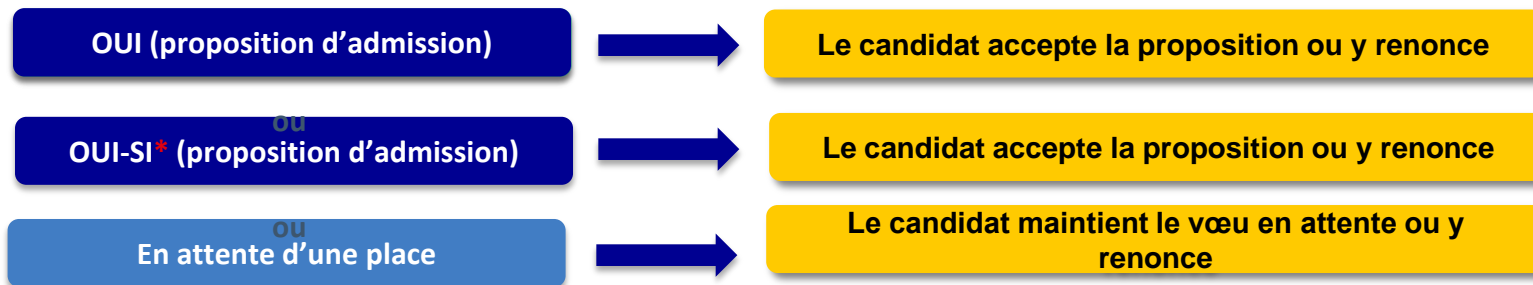 OUI (proposition d’admission)
Le candidat accepte la proposition ou y renonce
ou
OUI-SI* (proposition d’admission)
Le candidat accepte la proposition ou y renonce
ou
En attente d’une place
Le candidat maintient le vœu en attente ou y
renonce